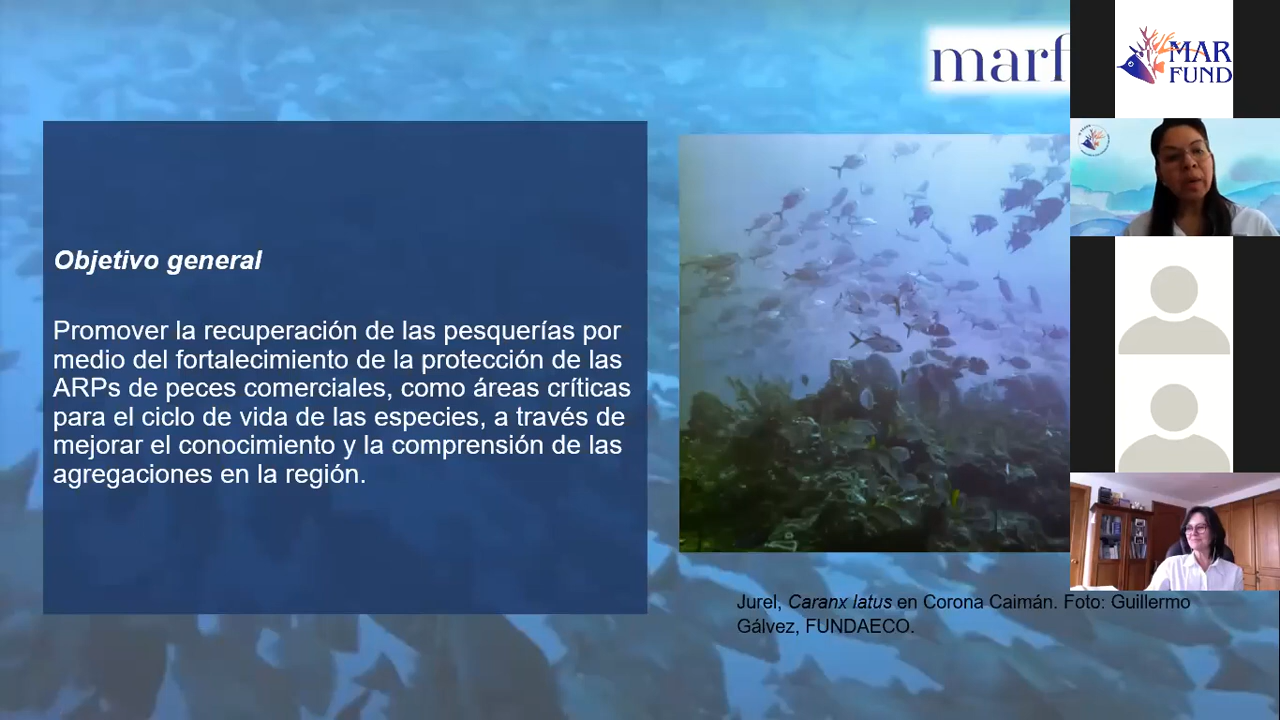 marf
MAR
FUND
Objetivo general
Promover la recuperación de las pesquerías por
medio del fortalecimiento de la protección de las
ARPs de peces comerciales, como áreas críticas
para el ciclo de vida de las especies, a través de
mejorar el conocimiento y la comprensión de las
agregaciones en la región.
Jurel, Caranx latus en Corona Caimán. Foto: Guillermo
Gálvez, FUNDAECO.